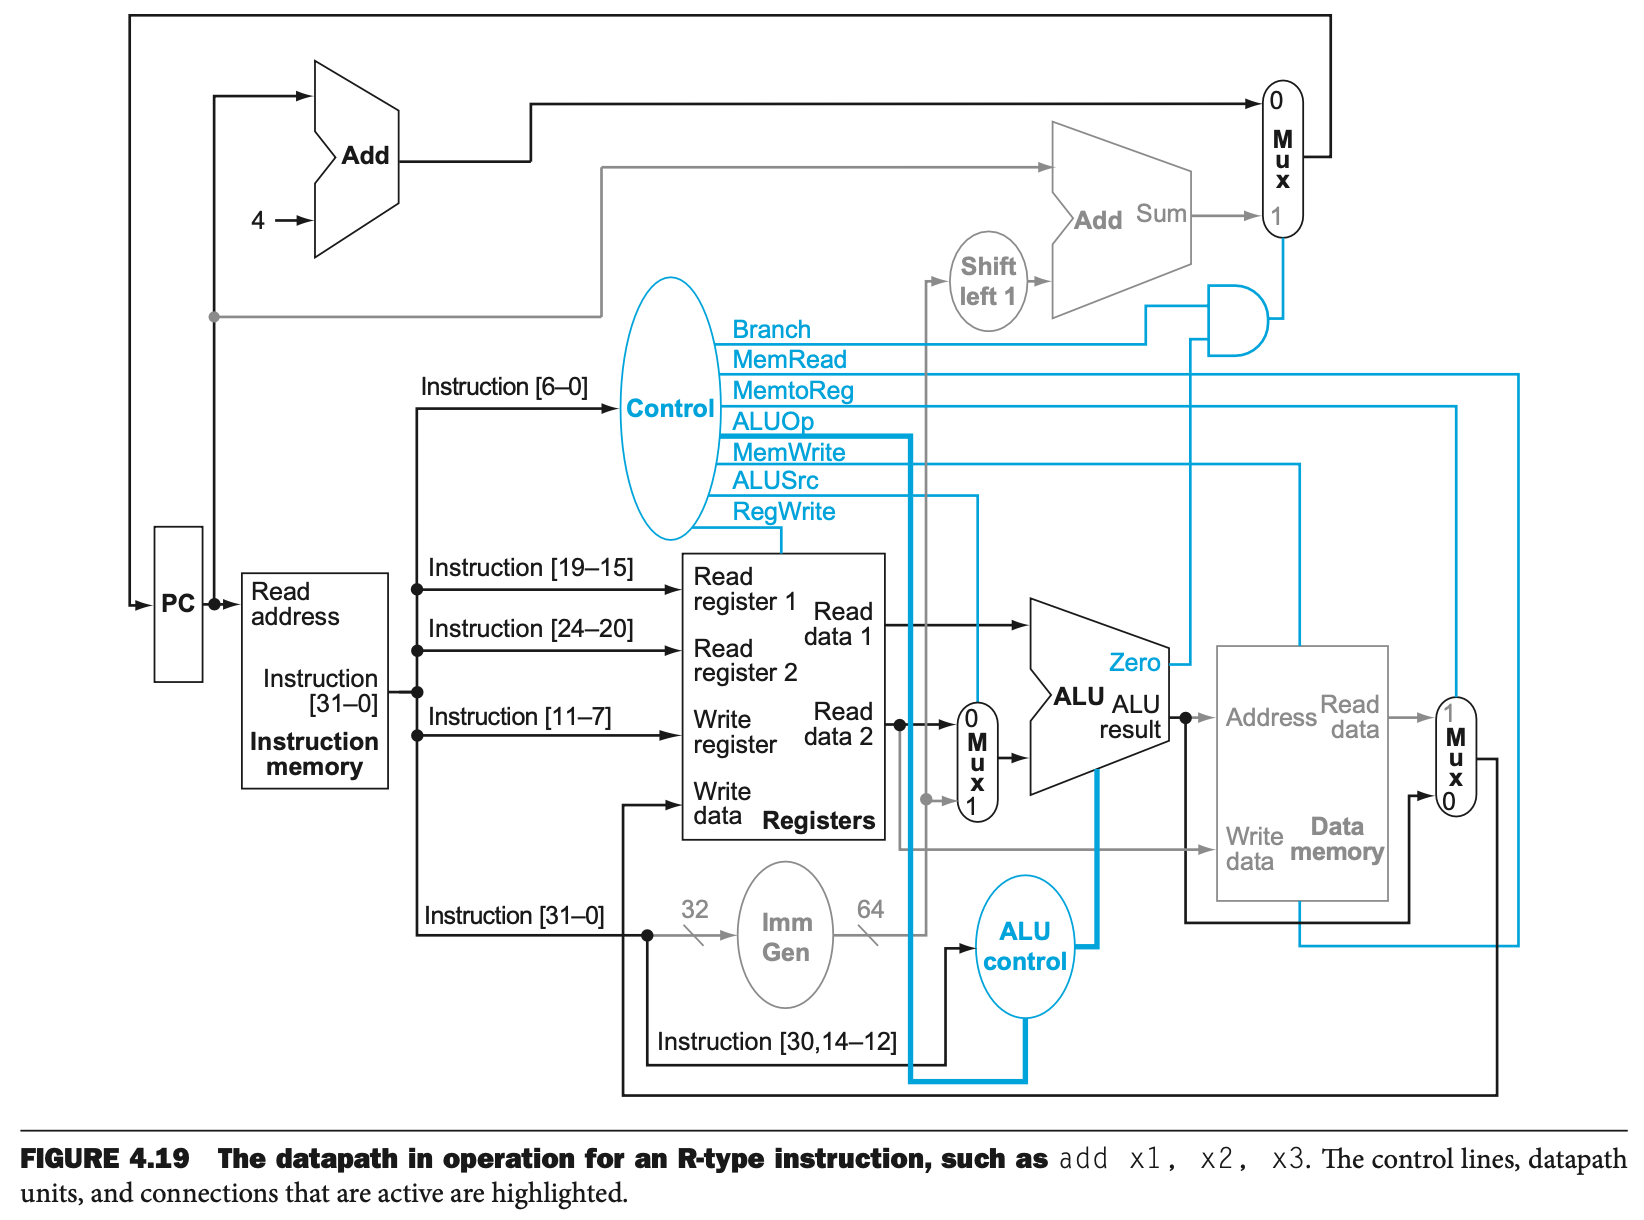 0
M
u
x
1
Add
4
Add Sum
Shift
left 1
Branch
MemRead
MemtoReg
ALUOp
MemWrite
ALUSrc
RegWrite
Instruction [6–0]
Control
Instruction [19–15]
Instruction [24–20]
Instruction [11–7]
PC
Read
address
Instruction
[31–0]
Instruction
memory
Read
register 1
Read
register 2
Write
register
Write
data
Read
data 1
Read
data 2
Registers
0
M
u
x
1
Zero
ALU
ALU
result
Address
Read
data
Write
data
Data
memory
1
M
u
x
0
Instruction [31–0]
32
Imm
Gen
64
ALU
control
Instruction [30,14–12]
FIGURE 4.19 The datapath in operation for an R-type instruction, such as add x1, x2, x3. The control lines, datapath
units, and connections that are active are highlighted.